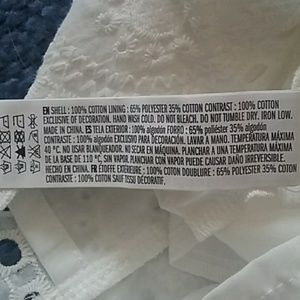 EN SHELL : 100% COTTON LINING : 65% POLYESTER 35% COTTON CONTRAST : 100% COTTON
EXCLUSIVE OF DECORATION. HAND WASH COLD. DO NOT BLEACH. DO NOT TUMBLE DRY. IRON LOW.
MADE IN CHINA. ES TELA EXTERIOR : 100% algodón FORRO : 65% poliéster 35% algodón
CONTRASTE : 100% algodón EXCLUSIVO PARA DECORACIÓN. LAVAR A MANO. TEMPERATURA MÁXIMA
40 °C. NO USAR BLANQUEADOR. NO SECAR EN MÁQUINA. PLANCHAR A UNA TEMPERATURA MÁXIMA
DE LA BASE DE 110 °C, SIN VAPOR. PLANCHAR CON VAPOR PUEDE CAUSAR DAÑO IRREVERSIBLE.
HECHO EN CHINA. FR ÉTOFFE EXTÉRIEURE : 100% COTON DOUBLURE : 65% POLYESTER 35% COTON
CONTRASTE : 100% COTON SAUF TISSU DÉCORATIF.